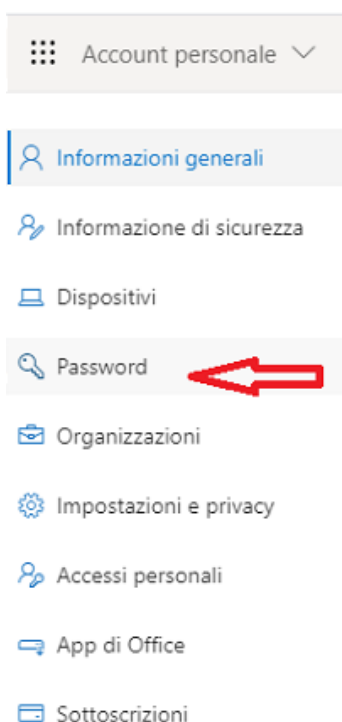 Account personale
Informazioni generali
Informazione di sicurezza
Dispositivi
Password
Organizzazioni
Impostazioni e privacy
Accessi personali
App di Office
Sottoscrizioni